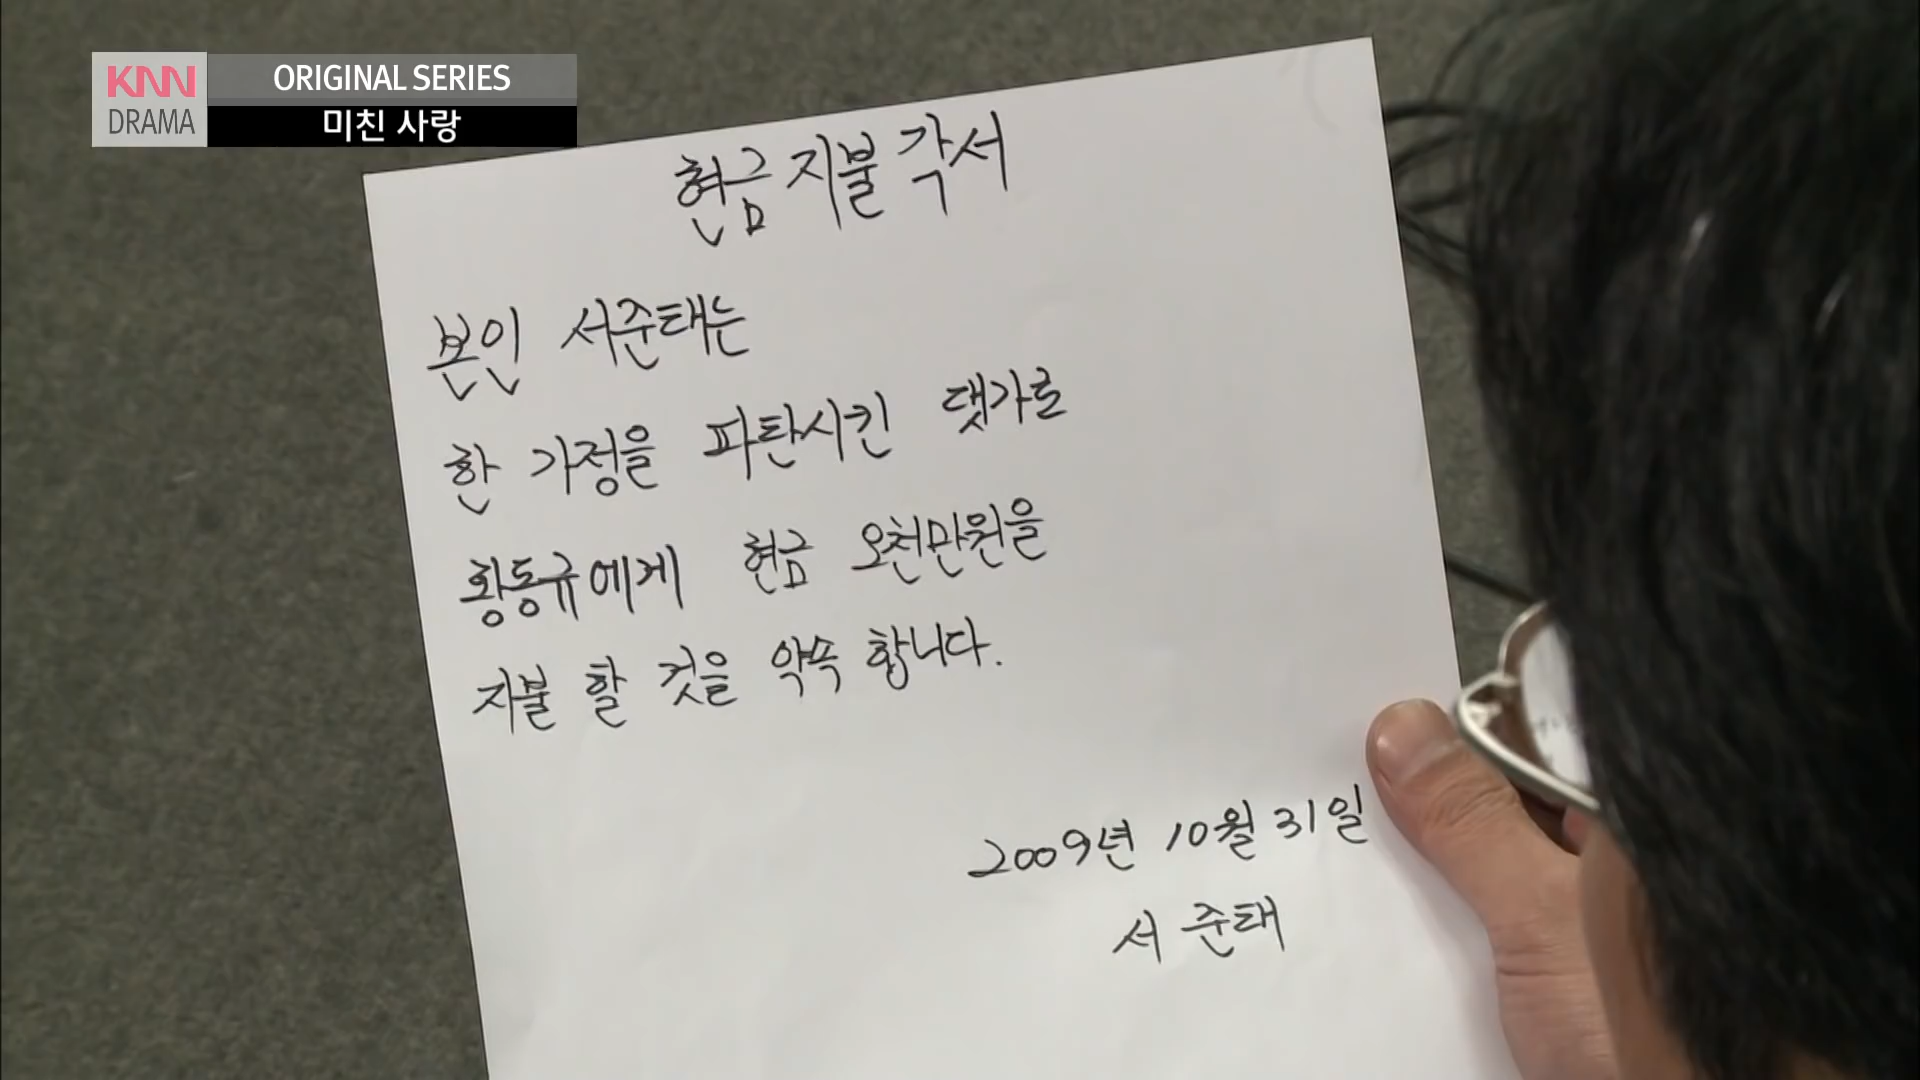 KNN
DRAMA
ORIGINAL SERIES
미친 사랑
현금 지불 각서
본인 서준태는
한 가정을 파탄시킨 댓가로
황동규에게 현금 오천만원을
지불 할 것을 약속 합니다.
2009년 10월 31일
서 준태